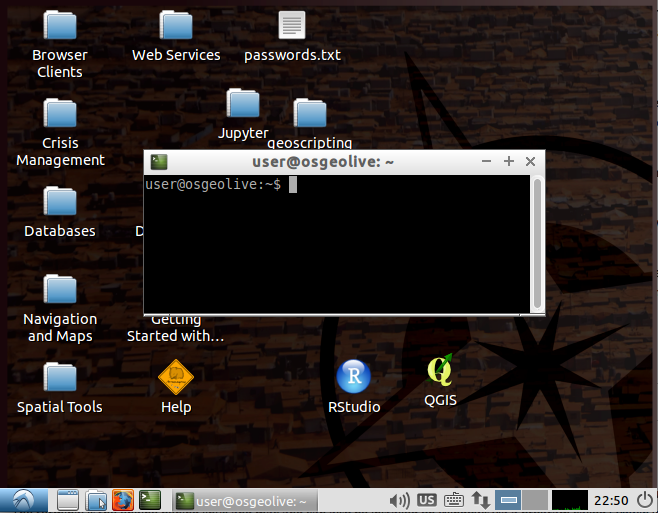 Browser
Clients
Web Services
passwords.txt
Crisis
Management
Jupyter
geoscripting
user@osgeolive: ~
user@osgeolive:~$
Databases
D
Navigation
and Maps
Getting
Started with...
Spatial Tools
Help
R
RStudio
QGIS
user@osgeolive: ~
US
22:50